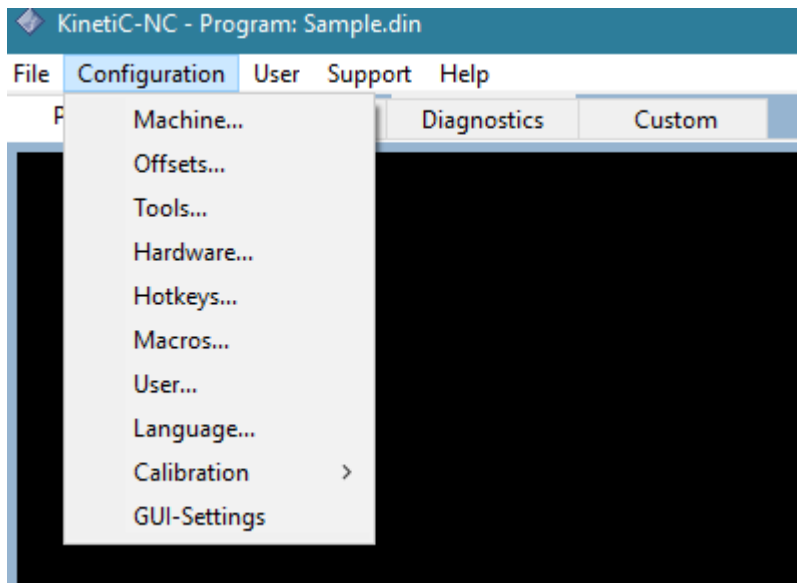 KinetiC-NC - Program: Sample.din
File Configuration User Support Help
Diagnostics Custom
Machine...
Offsets...
Tools...
Hardware...
Hotkeys...
Macros...
User...
Language...
Calibration >
GUI-Settings